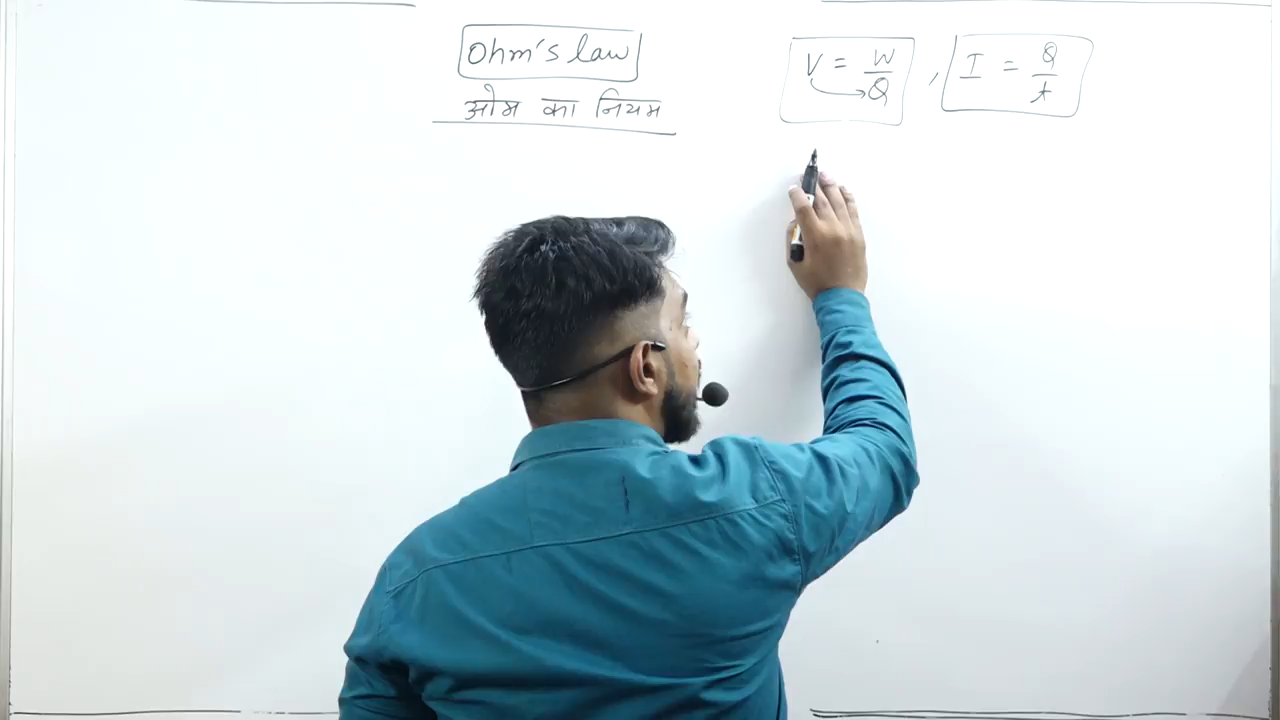 Ohm's law
ओम का नियम
V = W/Q , I = Q/t